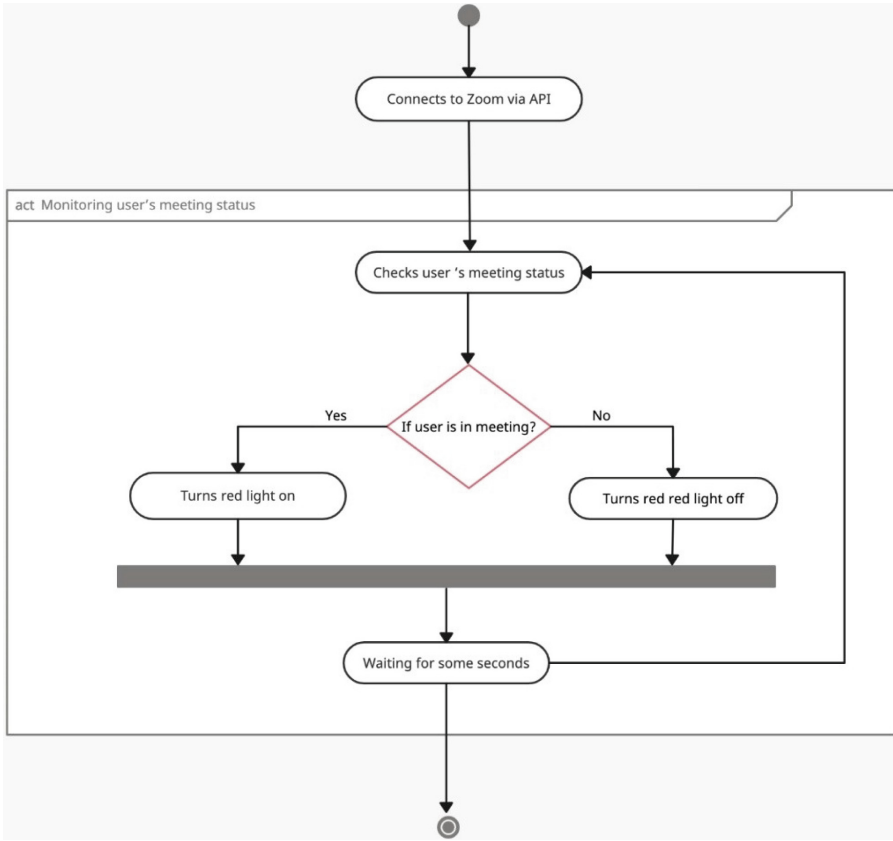 Connects to Zoom via API
act Monitoring user's meeting status
Checks user 's meeting status
If user is in meeting?
Yes
No
Turns red light on
Turns red red light off
Waiting for some seconds